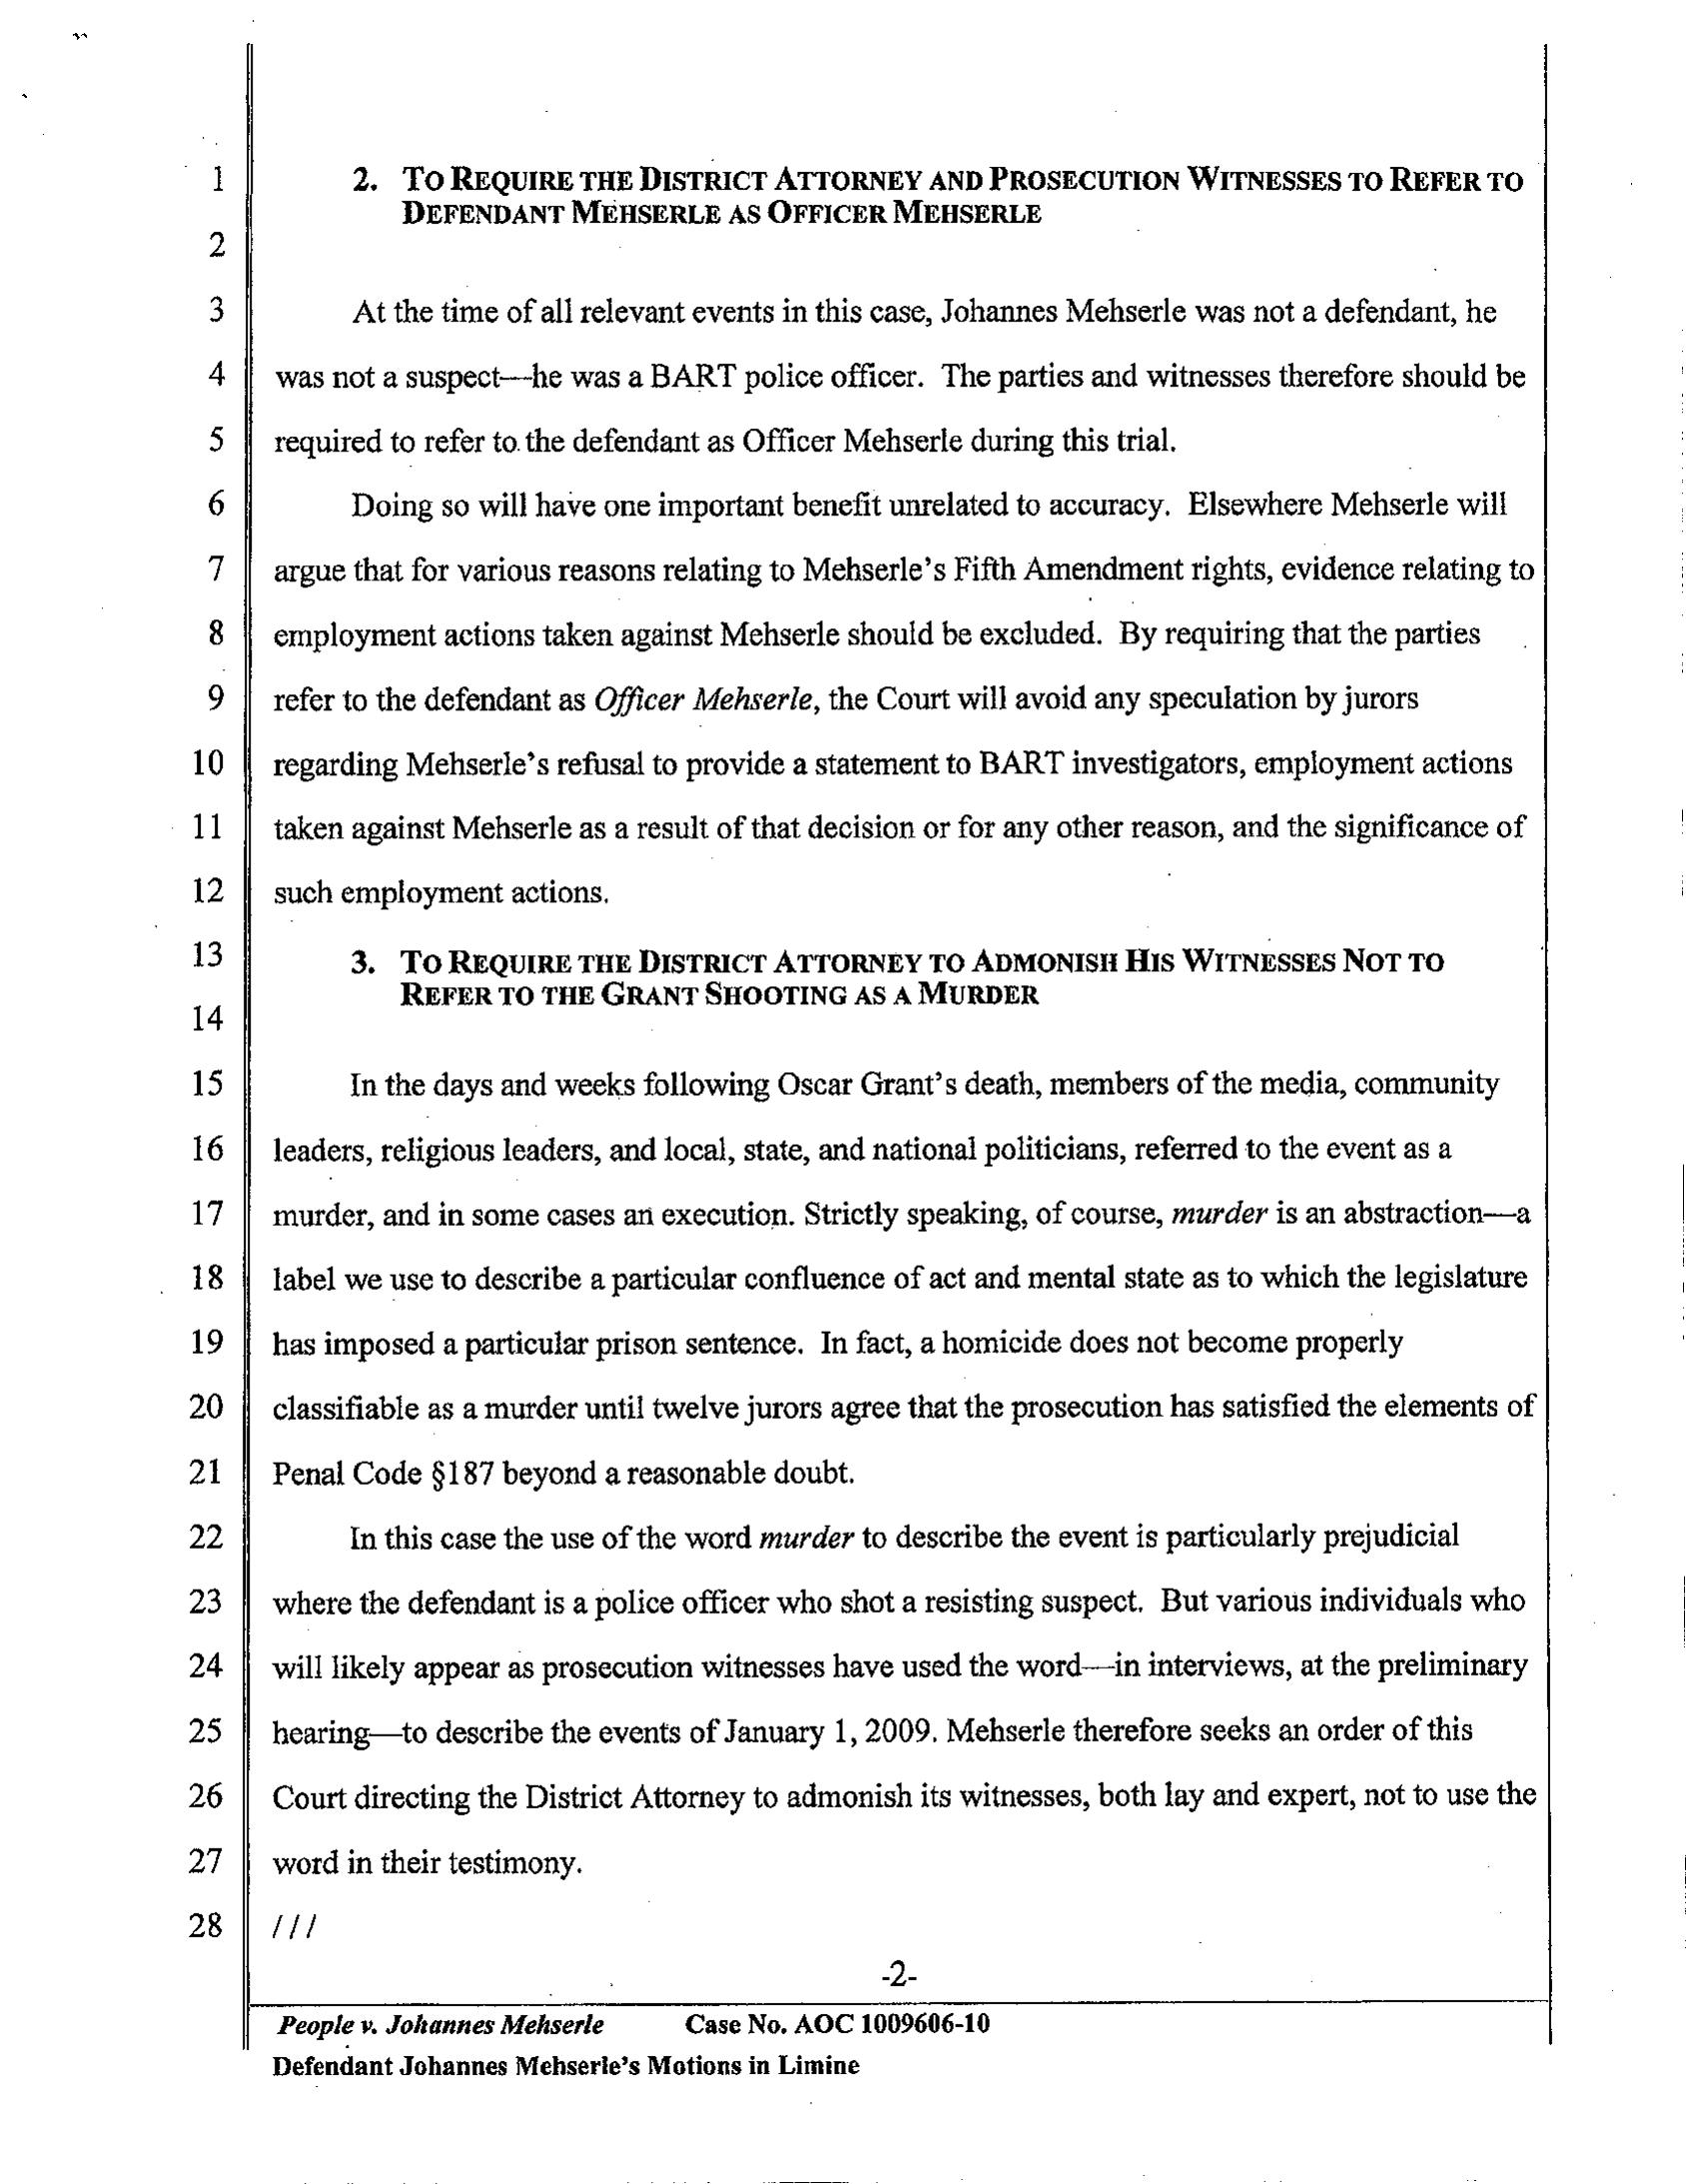 1 2. TO REQUIRE THE DISTRICT ATTORNEY AND PROSECUTION WITNESSES TO REFER TO
DEFENDANT MEHSERLE AS OFFICER MEHSERLE
2
3 At the time of all relevant events in this case, Johannes Mehserle was not a defendant, he
4 was not a suspect—he was a BART police officer. The parties and witnesses therefore should be
5 required to refer to the defendant as Officer Mehserle during this trial.
6 Doing so will have one important benefit unrelated to accuracy. Elsewhere Mehserle will
7 argue that for various reasons relating to Mehserle's Fifth Amendment rights, evidence relating to
8 employment actions taken against Mehserle should be excluded. By requiring that the parties
9 refer to the defendant as Officer Mehserle, the Court will avoid any speculation by jurors
10 regarding Mehserle's refusal to provide a statement to BART investigators, employment actions
11 taken against Mehserle as a result of that decision or for any other reason, and the significance of
12 such employment actions.
13 3. TO REQUIRE THE DISTRICT ATTORNEY TO ADMONISH HIS WITNESSES NOT TO
REFER TO THE GRANT SHOOTING AS A MURDER
14
15 In the days and weeks following Oscar Grant's death, members of the media, community
16 leaders, religious leaders, and local, state, and national politicians, referred to the event as a
17 murder, and in some cases an execution. Strictly speaking, of course, murder is an abstraction—a
18 label we use to describe a particular confluence of act and mental state as to which the legislature
19 has imposed a particular prison sentence. In fact, a homicide does not become properly
20 classifiable as a murder until twelve jurors agree that the prosecution has satisfied the elements of
21 Penal Code §187 beyond a reasonable doubt.
22 In this case the use of the word murder to describe the event is particularly prejudicial
23 where the defendant is a police officer who shot a resisting suspect. But various individuals who
24 will likely appear as prosecution witnesses have used the word—in interviews, at the preliminary
25 hearing—to describe the events of January 1, 2009. Mehserle therefore seeks an order of this
26 Court directing the District Attorney to admonish its witnesses, both lay and expert, not to use the
27 word in their testimony.
28 ///
-2-
People v. Johannes Mehserle Case No. AOC 1009606-10
Defendant Johannes Mehserle's Motions in Limine